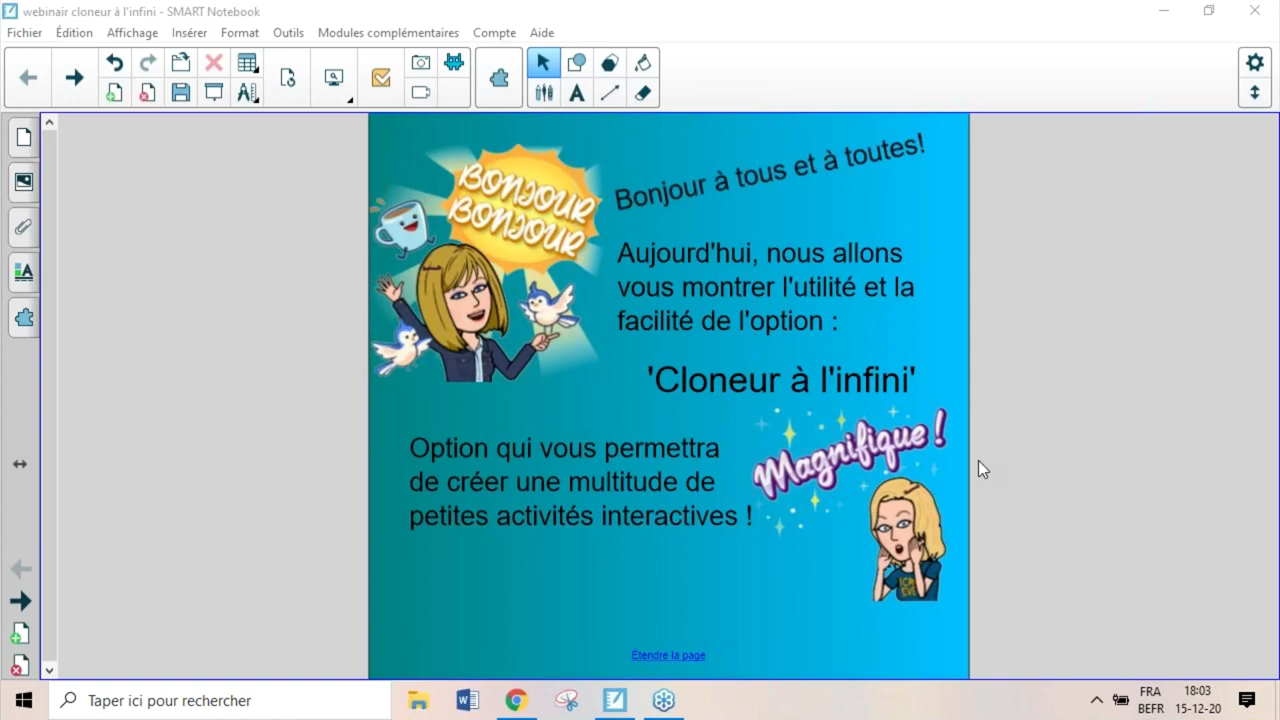 webinair cloneur à l'infini - SMART Notebook
Fichier Édition Affichage Insérer Format Outils Modules complémentaires Compte Aide
BONJOUR
BONJOUR
Bonjour à tous et à toutes!
Aujourd'hui, nous allons
vous montrer l'utilité et la
facilité de l'option :
'Cloneur à l'infini'
Magnifique !
Option qui vous permettra
de créer une multitude de
petites activités interactives !
Étendre la page
Taper ici pour rechercher
FRA 18:03
BEFR 15-12-20